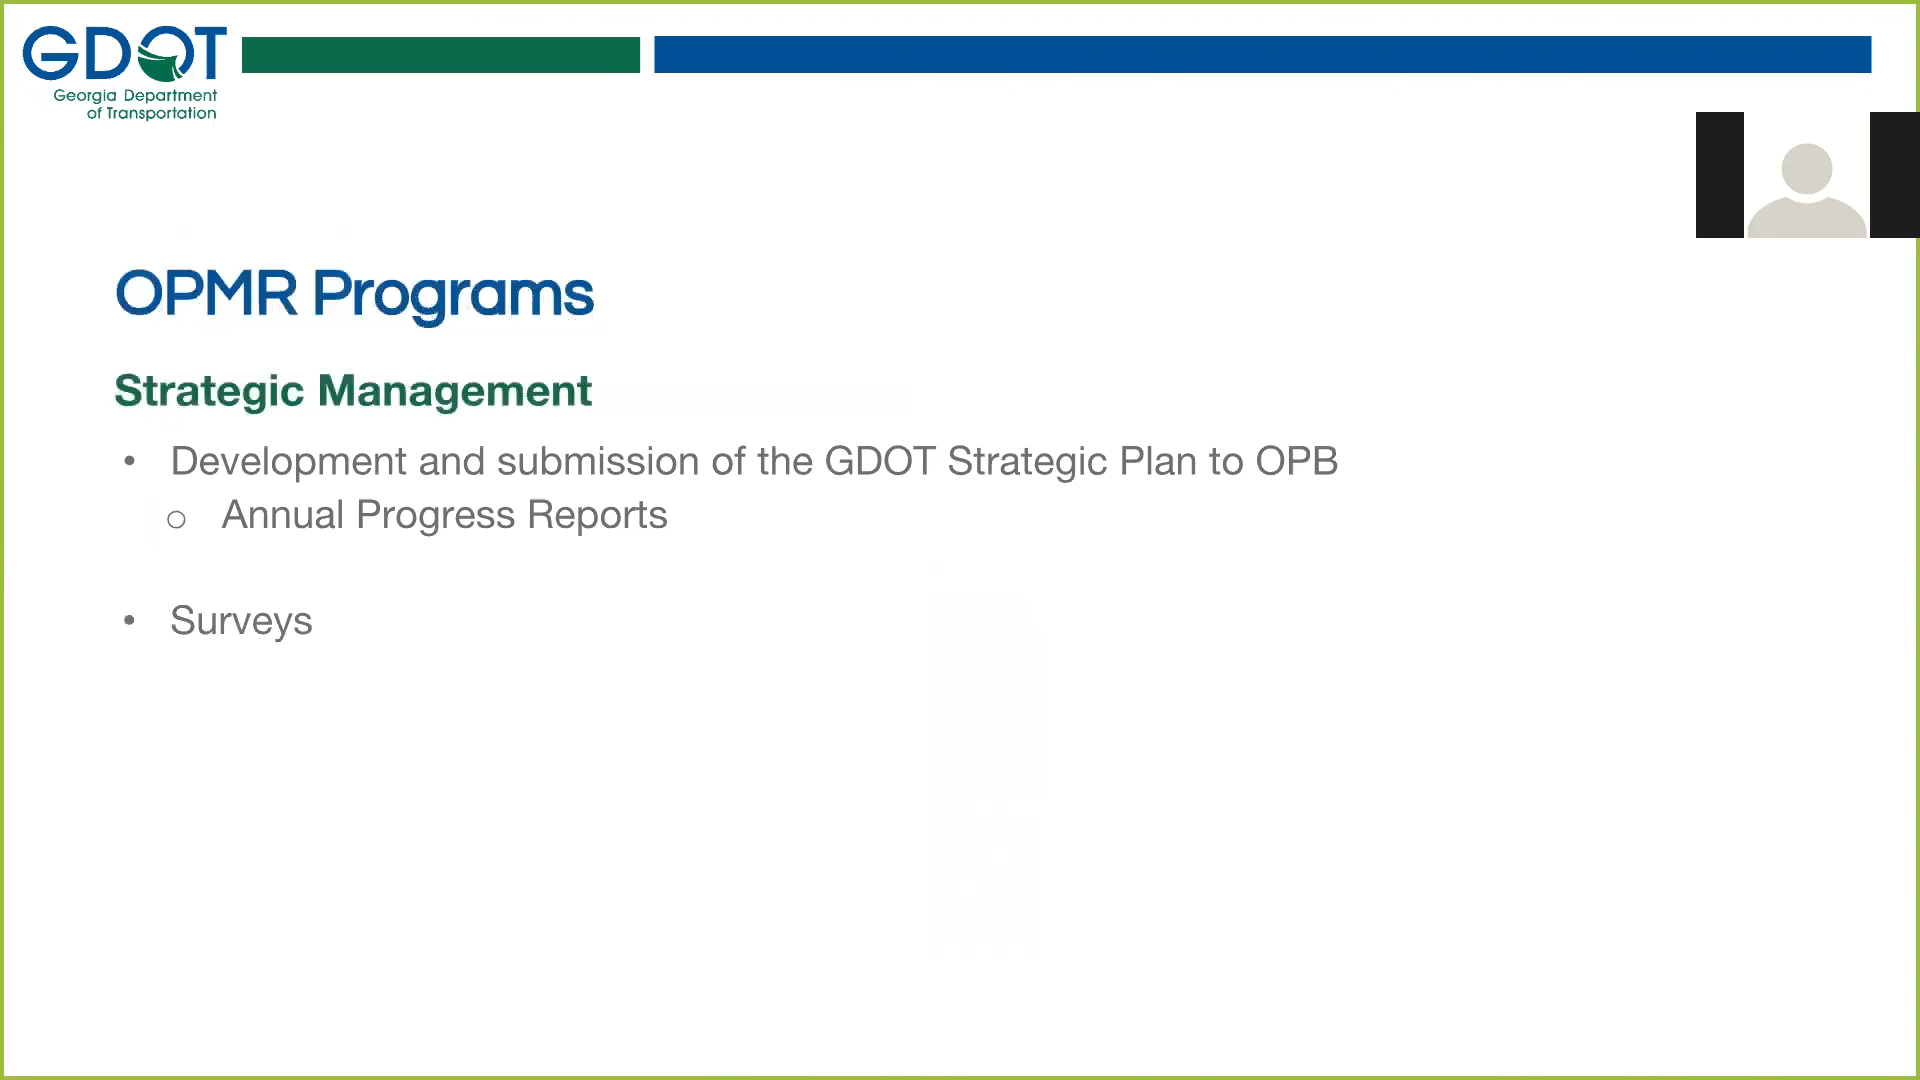 GDOT
Georgia Department
of Transportation
OPMR Programs
Strategic Management
• Development and submission of the GDOT Strategic Plan to OPB
o Annual Progress Reports
• Surveys